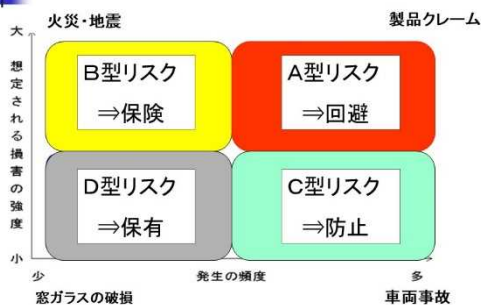 火災・地震
製品クレーム
大
想定される損害の強度
小
B型リスク
⇒保険
A型リスク
⇒回避
D型リスク
⇒保有
C型リスク
⇒防止
少
発生の頻度
多
窓ガラスの破損
車両事故